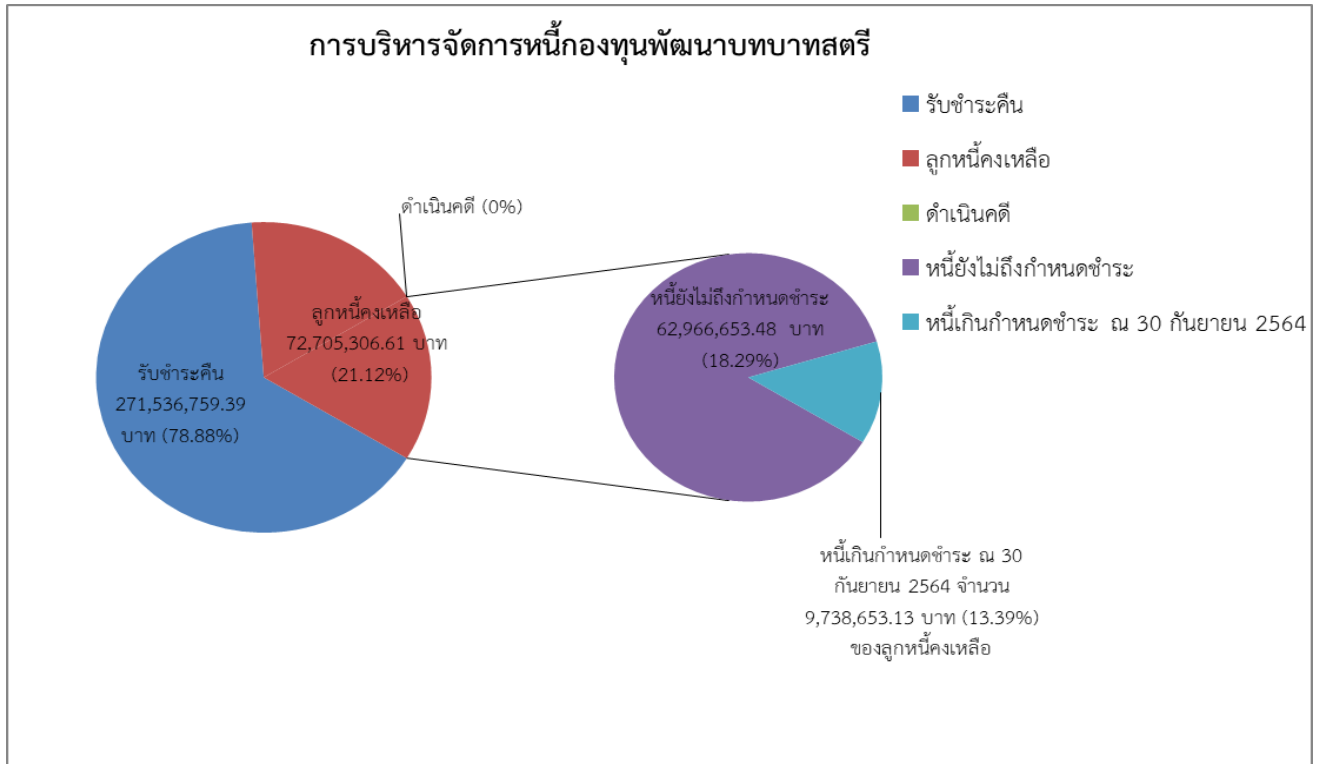 การบริหารจัดการหนี้กองทุนพัฒนาบทบาทสตรี
รับชำระคืน
ลูกหนี้คงเหลือ
ดำเนินคดี
หนี้ยังไม่ถึงกำหนดชำระ
หนี้เกินกำหนดชำระ ณ 30 กันยายน 2564
ดำเนินคดี (0%)
ลูกหนี้คงเหลือ
72,705,306.61 บาท
(21.12%)
รับชำระคืน
271,536,759.39
บาท (78.88%)
หนี้ยังไม่ถึงกำหนดชำระ
62,966,653.48 บาท
(18.29%)
หนี้เกินกำหนดชำระ ณ 30
กันยายน 2564 จำนวน
9,738,653.13 บาท (13.39%)
ของลูกหนี้คงเหลือ